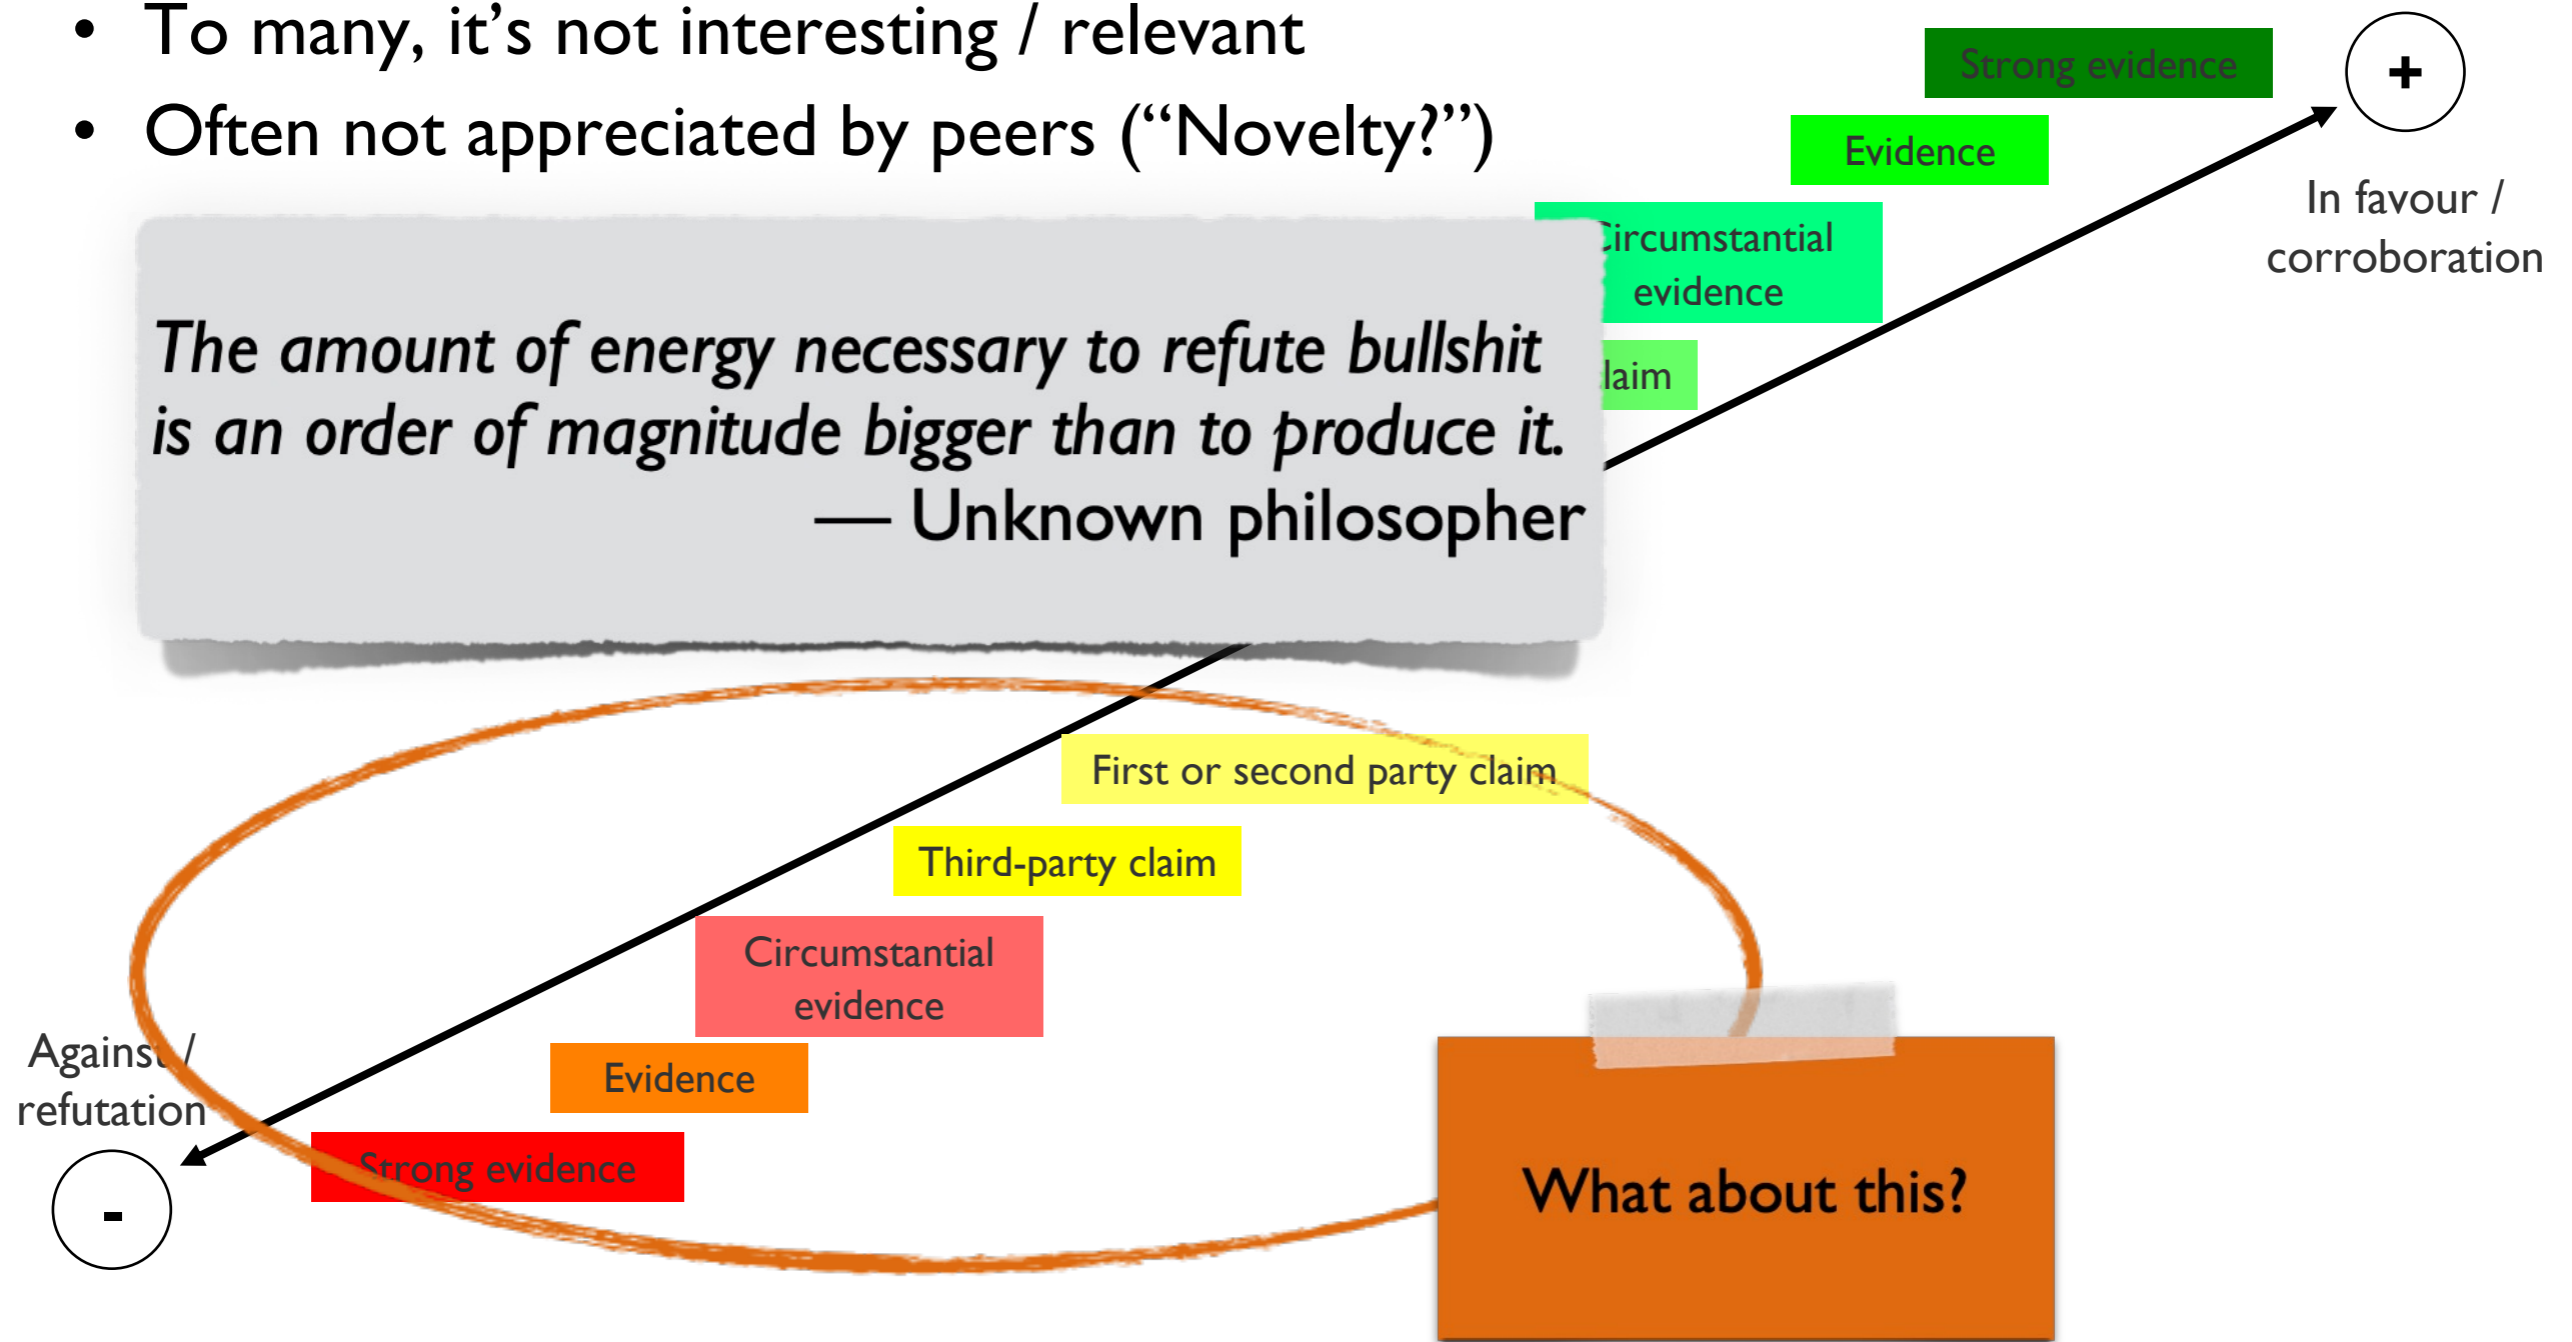 • To many, it’s not interesting / relevant
• Often not appreciated by peers (“Novelty?”)
Strong evidence
+
Evidence
In favour /
corroboration
Circumstantial
evidence
laim
The amount of energy necessary to refute bullshit
is an order of magnitude bigger than to produce it.
— Unknown philosopher
First or second party claim
Third-party claim
Circumstantial
evidence
Against /
refutation
Evidence
Strong evidence
-
What about this?